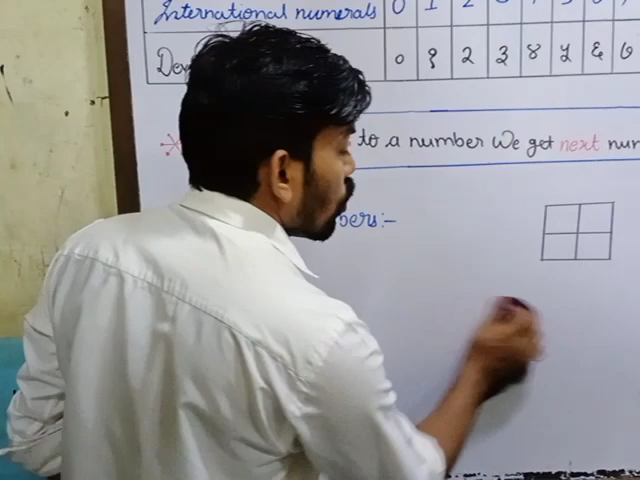 International numerals 0 1 2
० १ २ ३ ४ ५ ६ ७
to a number We get next num
bers:-